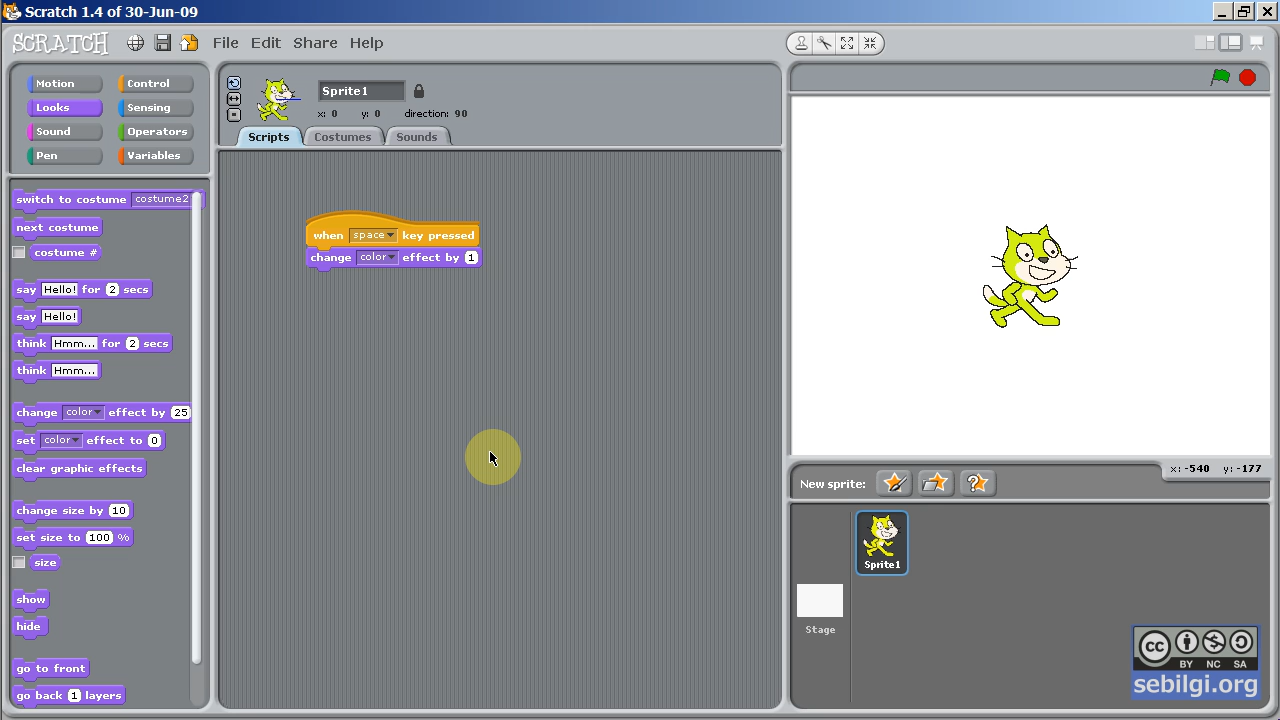 Scratch 1.4 of 30-Jun-09
SCRATCH
File Edit Share Help
Motion
Control
Looks
Sensing
Sound
Operators
Pen
Variables
switch to costume costume2
next costume
costume #
say Hello! for 2 secs
say Hello!
think Hmm... for 2 secs
think Hmm...
change color effect by 25
set color effect to 0
clear graphic effects
change size by 10
set size to 100 %
size
show
hide
go to front
go back 1 layers
Sprite1
x: 0 y: 0 direction: 90
Scripts Costumes Sounds
when space key pressed
change color effect by 1
x: -540 y: -177
New sprite:
Sprite1
Stage
cc
BY NC SA
sebilgi.org